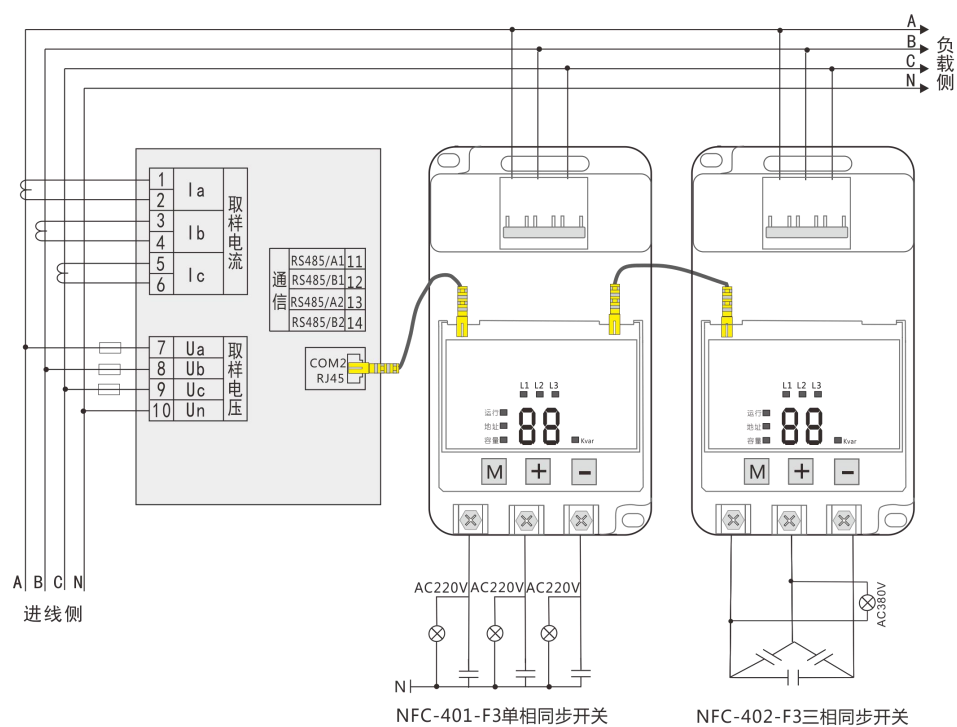 A
B
C
N
负载侧
1
2
Ia
3
4
Ib
5
6
Ic
取样电流
7 Ua
8 Ub
9 Uc
10 Un
取样电压
通信
RS485/A1 11
RS485/B1 12
RS485/A2 13
RS485/B2 14
COM2
RJ45
L1 L2 L3
运行
地址
容量
88
Kvar
M + −
L1 L2 L3
运行
地址
容量
88
Kvar
M + −
A B C N
进线侧
AC220V AC220V AC220V
N
AC380V
NFC-401-F3单相同步开关
NFC-402-F3三相同步开关